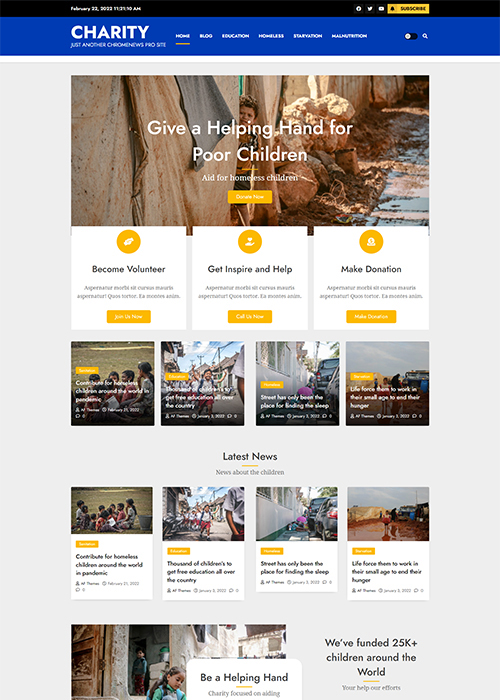 February 22, 2022 11:21:10 AM
SUBSCRIBE
CHARITY
JUST ANOTHER CHROMENEWS PRO SITE
HOME BLOG EDUCATION HOMELESS STARVATION MALNUTRITION
Give a Helping Hand for
Poor Children
Aid for homeless children
Donate Now
Become Volunteer
Aspernatur morbi sit cursus mauris
aspernatur! Quos tortor. Ea montes anim.
Join Us Now
Get Inspire and Help
Aspernatur morbi sit cursus mauris
aspernatur! Quos tortor. Ea montes anim.
Call Us Now
Make Donation
Aspernatur morbi sit cursus mauris
aspernatur! Quos tortor. Ea montes anim.
Make Donation
Starvation
Contribute for homeless
children around the world in
pandemic
AF Themes February 21, 2022
Education
Thousand of children's to
get free education all over
the country
AF Themes January 3, 2022 0
Homeless
Street has only been the
place for finding the sleep
AF Themes January 3, 2022 0
Starvation
Life force them to work in
their small age to end their
hunger
AF Themes January 3, 2022 0
Latest News
News about the children
Starvation
Contribute for homeless
children around the world
in pandemic
AF Themes February 21, 2022
0
Education
Thousand of children's to
get free education all over
the country
AF Themes January 3, 2022 0
Homeless
Street has only been the
place for finding the sleep
AF Themes January 3, 2022 0
Starvation
Life force them to work in
their small age to end their
hunger
AF Themes January 3, 2022 0
Be a Helping Hand
Charity focused on aiding
We've funded 25K+
children around the
World
Your help our efforts